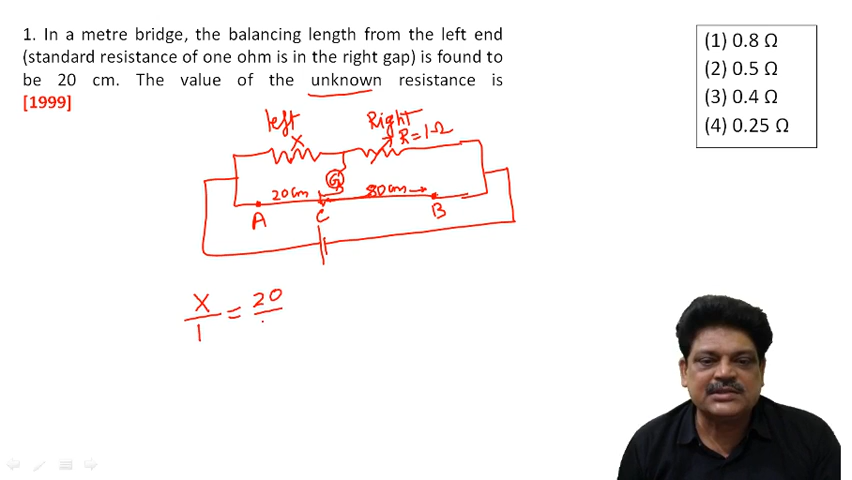 1. In a metre bridge, the balancing length from the left end
(standard resistance of one ohm is in the right gap) is found to
be 20 cm. The value of the unknown resistance is
[1999]
(1) 0.8 Ω
(2) 0.5 Ω
(3) 0.4 Ω
(4) 0.25 Ω
left Right
X R=1Ω
G
20cm 80cm
A C B
X/1 = 20